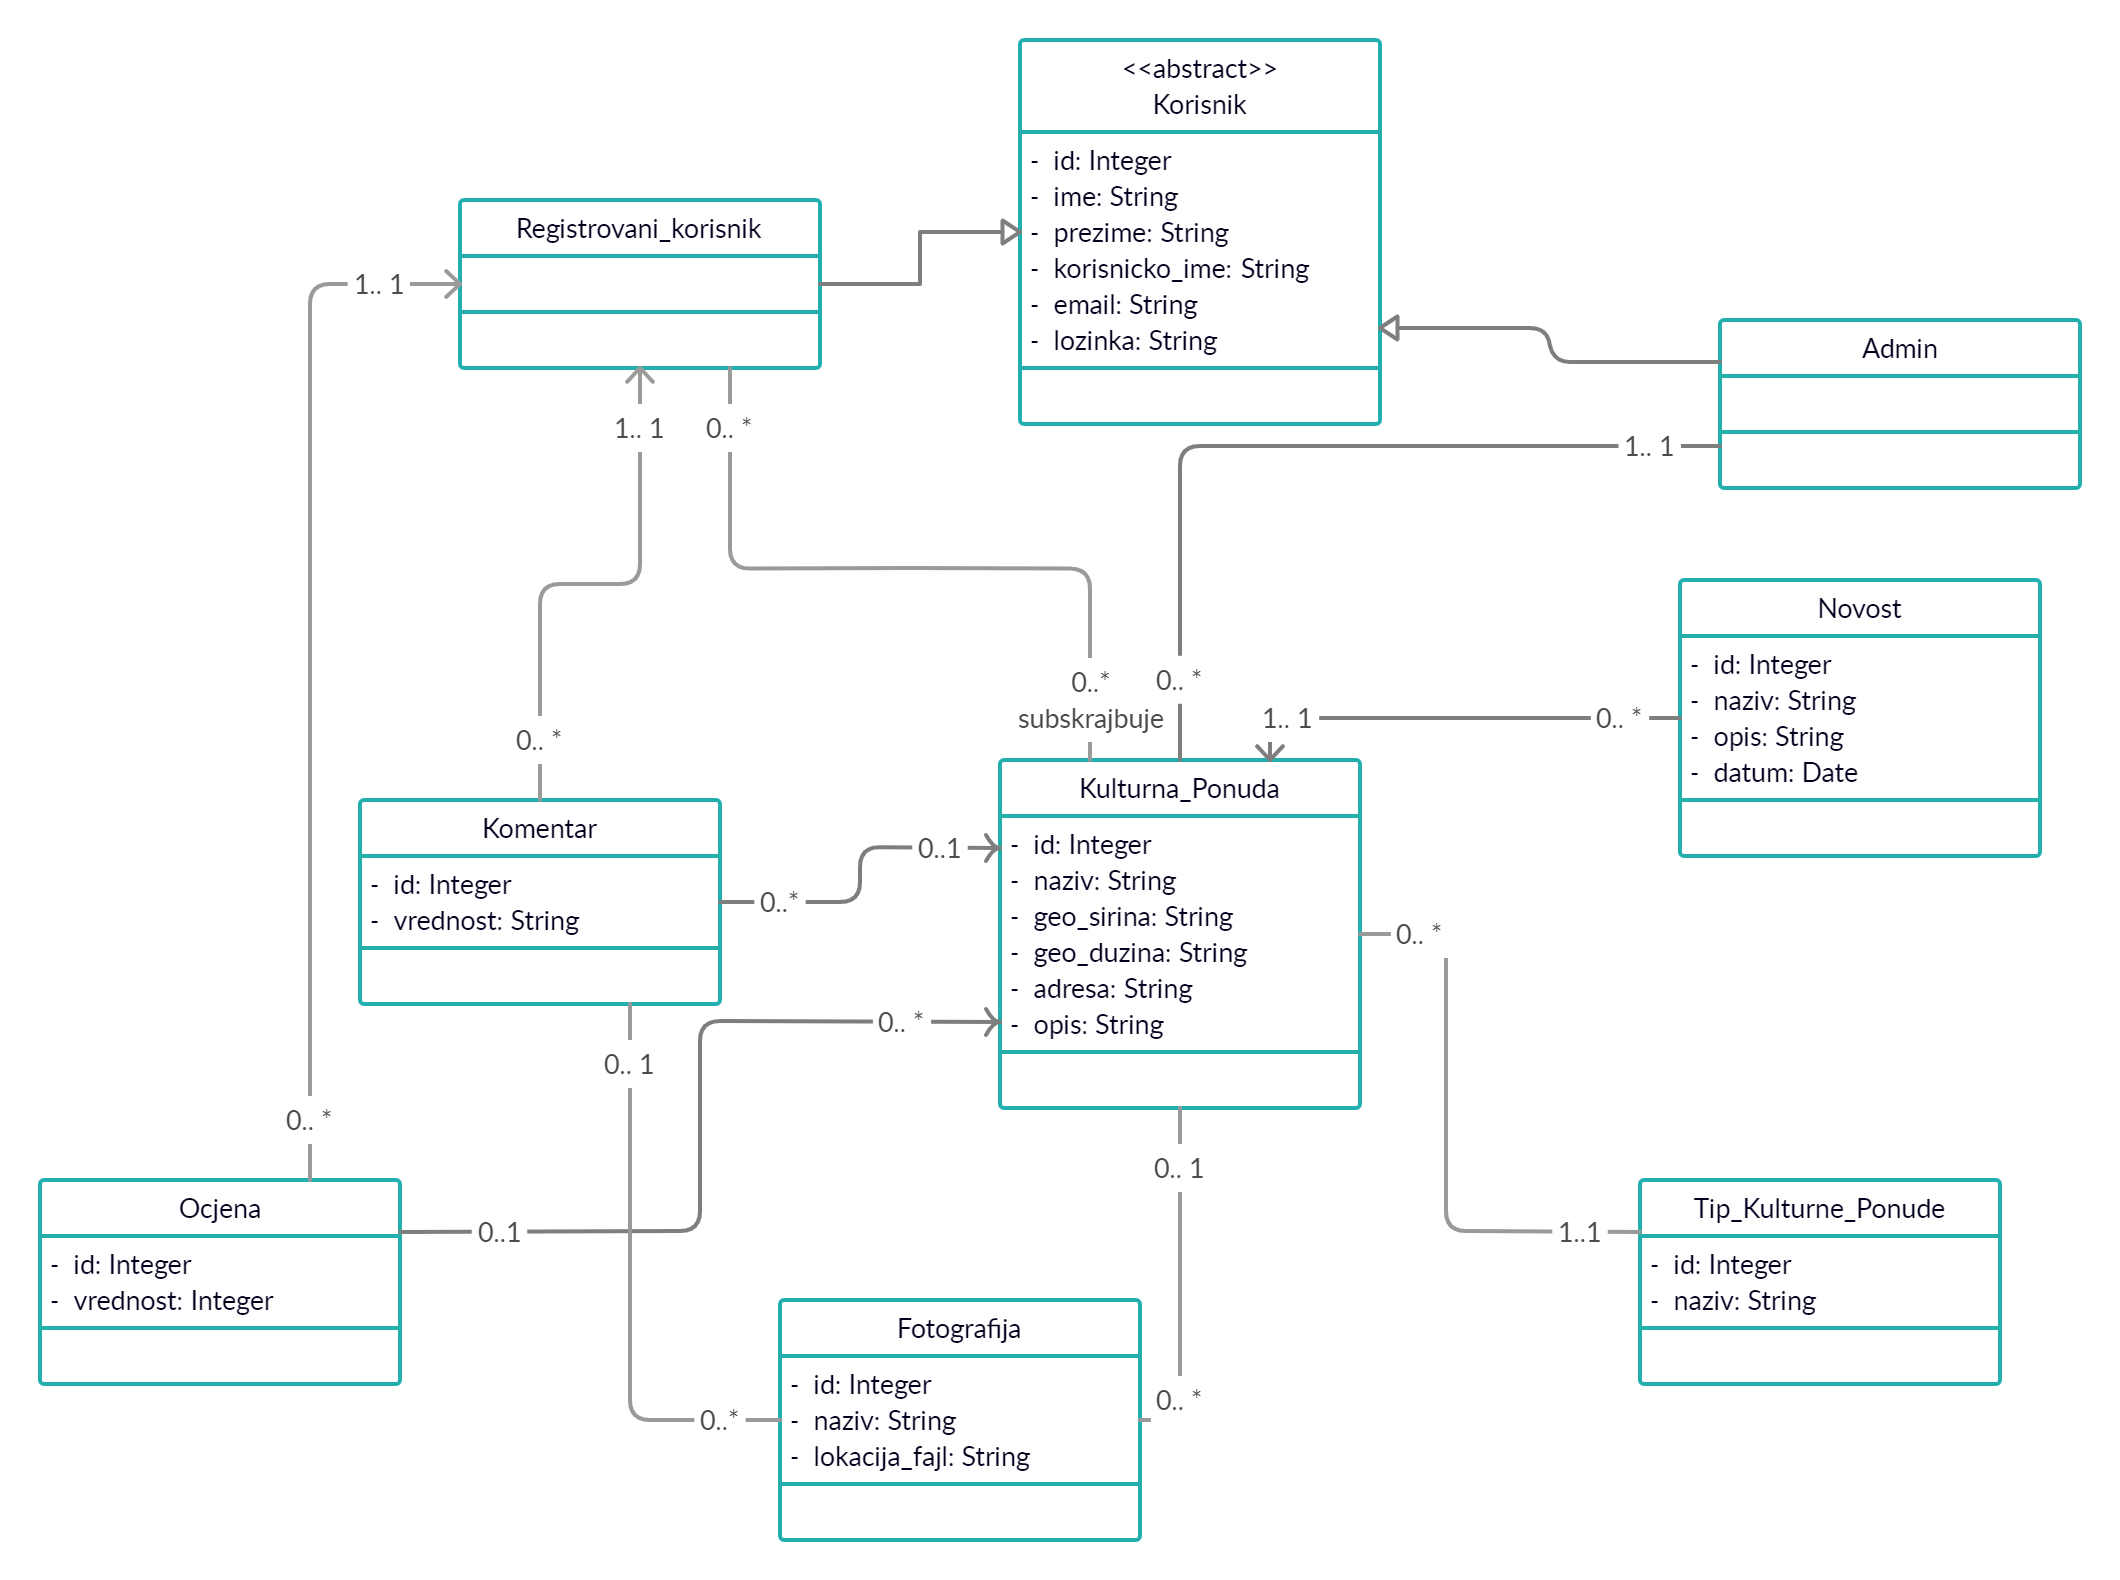 <<abstract>>
Korisnik
- id: Integer
- ime: String
- prezime: String
- korisnicko_ime: String
- email: String
- lozinka: String
Registrovani_korisnik
1.. 1
Admin
1.. 1
1.. 1
0.. *
Novost
- id: Integer
- naziv: String
- opis: String
- datum: Date
0..*
subskrajbuje
0.. *
1.. 1
0.. *
0.. *
Komentar
- id: Integer
- vrednost: String
0..*
0..1
Kulturna_Ponuda
- id: Integer
- naziv: String
- geo_sirina: String
- geo_duzina: String
- adresa: String
- opis: String
0.. *
0.. *
0.. 1
0.. *
0.. 1
Ocjena
- id: Integer
- vrednost: Integer
0..1
1..1
Tip_Kulturne_Ponude
- id: Integer
- naziv: String
Fotografija
- id: Integer
- naziv: String
- lokacija_fajl: String
0..*
0.. *